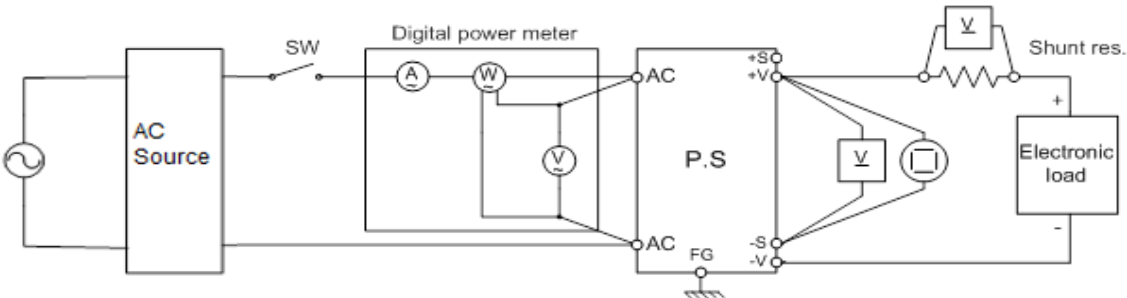 SW
Digital power meter
A
W
V
AC
Source
AC
AC
P.S
FG
+S
+V
-S
-V
V
V
Shunt res.
+
Electronic
load
-